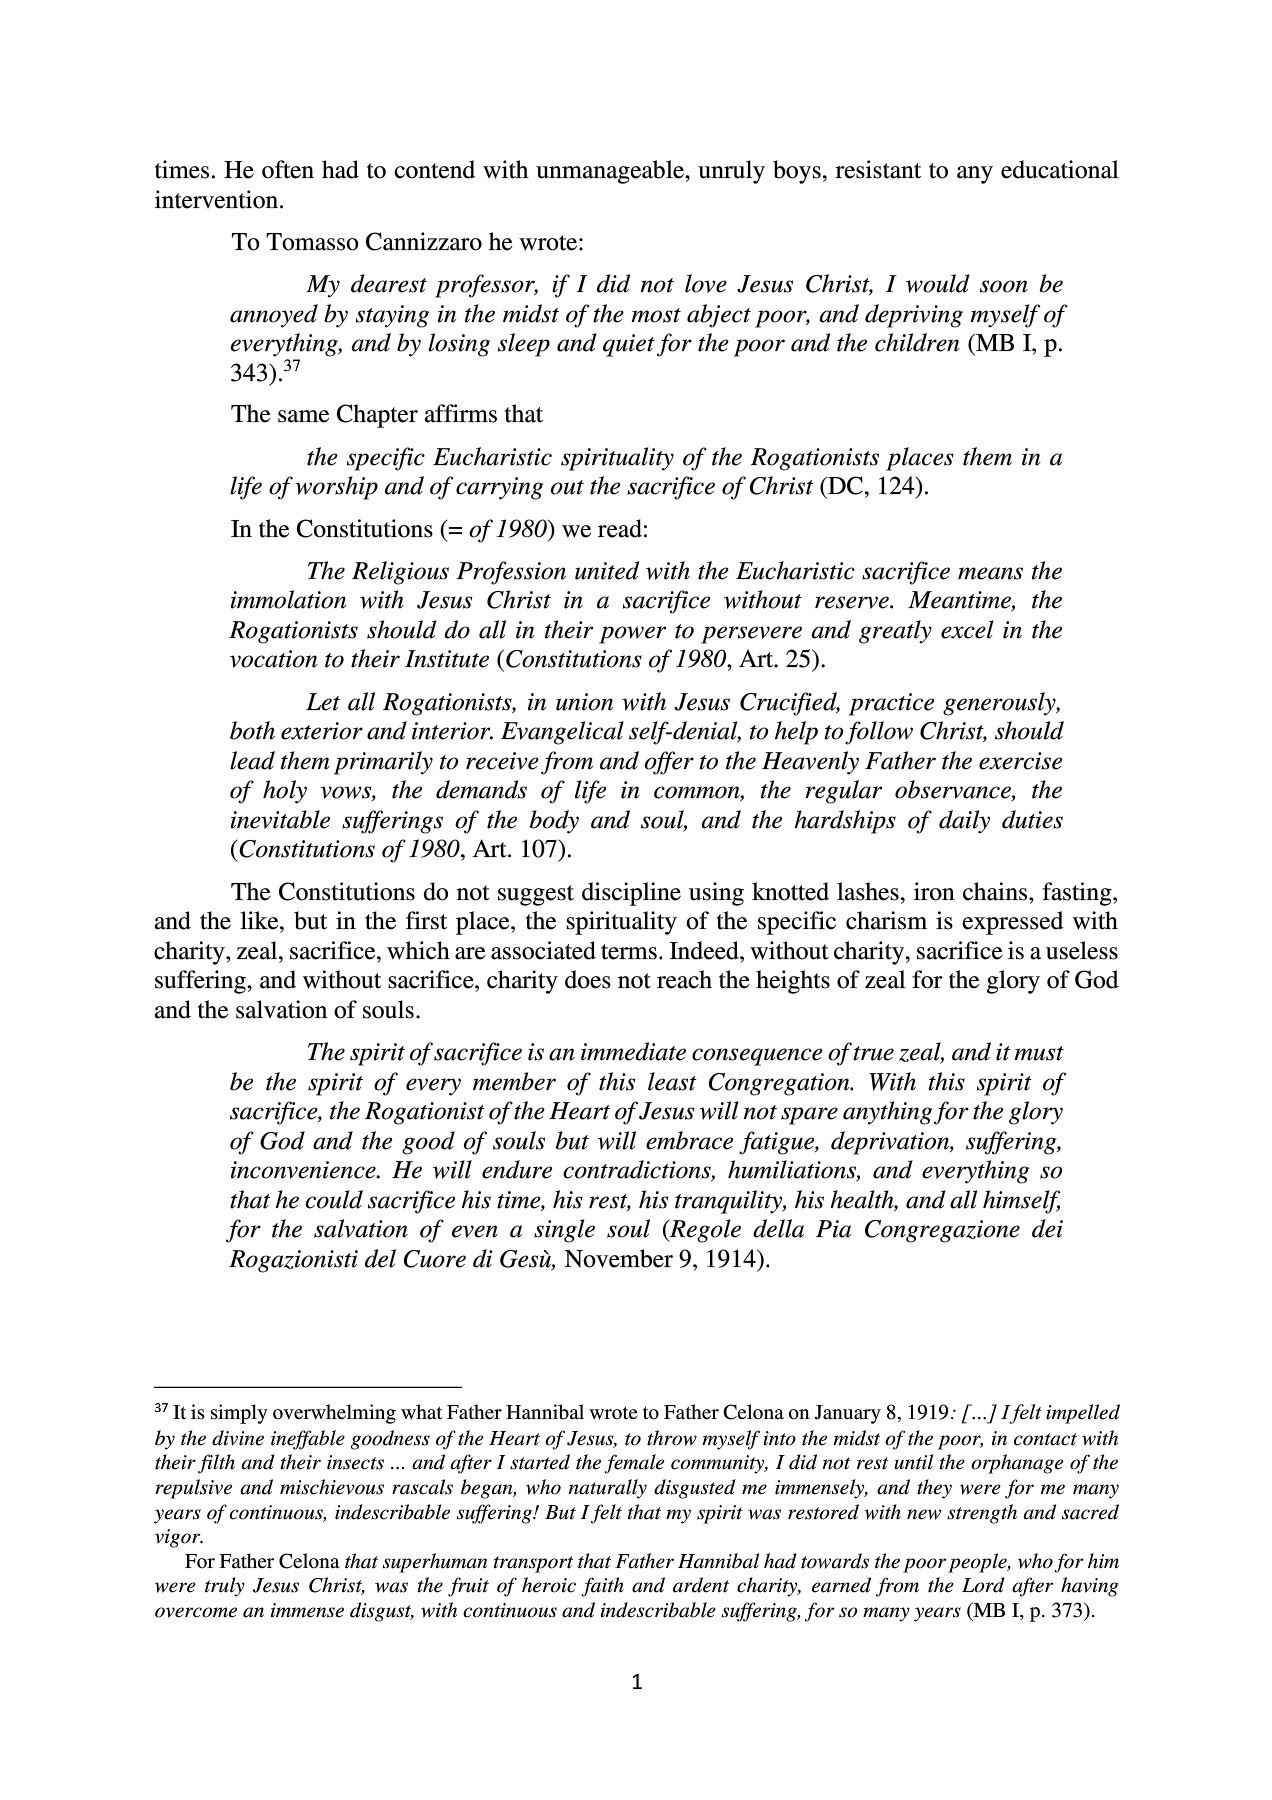 times. He often had to contend with unmanageable, unruly boys, resistant to any educational
intervention.
To Tomasso Cannizzaro he wrote:
My dearest professor, if I did not love Jesus Christ, I would soon be
annoyed by staying in the midst of the most abject poor, and depriving myself of
everything, and by losing sleep and quiet for the poor and the children (MB I, p.
343).37
The same Chapter affirms that
the specific Eucharistic spirituality of the Rogationists places them in a
life of worship and of carrying out the sacrifice of Christ (DC, 124).
In the Constitutions (= of 1980) we read:
The Religious Profession united with the Eucharistic sacrifice means the
immolation with Jesus Christ in a sacrifice without reserve. Meantime, the
Rogationists should do all in their power to persevere and greatly excel in the
vocation to their Institute (Constitutions of 1980, Art. 25).
Let all Rogationists, in union with Jesus Crucified, practice generously,
both exterior and interior. Evangelical self-denial, to help to follow Christ, should
lead them primarily to receive from and offer to the Heavenly Father the exercise
of holy vows, the demands of life in common, the regular observance, the
inevitable sufferings of the body and soul, and the hardships of daily duties
(Constitutions of 1980, Art. 107).
The Constitutions do not suggest discipline using knotted lashes, iron chains, fasting,
and the like, but in the first place, the spirituality of the specific charism is expressed with
charity, zeal, sacrifice, which are associated terms. Indeed, without charity, sacrifice is a useless
suffering, and without sacrifice, charity does not reach the heights of zeal for the glory of God
and the salvation of souls.
The spirit of sacrifice is an immediate consequence of true zeal, and it must
be the spirit of every member of this least Congregation. With this spirit of
sacrifice, the Rogationist of the Heart of Jesus will not spare anything for the glory
of God and the good of souls but will embrace fatigue, deprivation, suffering,
inconvenience. He will endure contradictions, humiliations, and everything so
that he could sacrifice his time, his rest, his tranquility, his health, and all himself,
for the salvation of even a single soul (Regole della Pia Congregazione dei
Rogazionisti del Cuore di Gesù, November 9, 1914).
37 It is simply overwhelming what Father Hannibal wrote to Father Celona on January 8, 1919: [...] I felt impelled
by the divine ineffable goodness of the Heart of Jesus, to throw myself into the midst of the poor, in contact with
their filth and their insects ... and after I started the female community, I did not rest until the orphanage of the
repulsive and mischievous rascals began, who naturally disgusted me immensely, and they were for me many
years of continuous, indescribable suffering! But I felt that my spirit was restored with new strength and sacred
vigor.
For Father Celona that superhuman transport that Father Hannibal had towards the poor people, who for him
were truly Jesus Christ, was the fruit of heroic faith and ardent charity, earned from the Lord after having
overcome an immense disgust, with continuous and indescribable suffering, for so many years (MB I, p. 373).
1